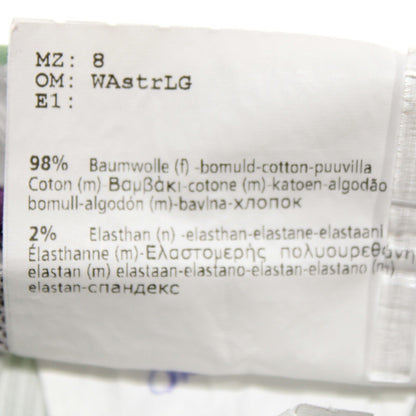 MZ: 8
OM: WAstrLG
E1:
98% Baumwolle (f) -bomuld-cotton-puuvilla
Coton (m)-Βαμβάκι-cotone (m)-katoen-algodão
bomull-algodón (m)-bavlna-хлопок
2% Elasthan (n) -elasthan-elastane-elastaani
Élasthanne (m)-Ελαστομερής πολυουρεθάνη
elastan (m) elastaan-elastano-elastan-elastano (m)
elastan-спандекс